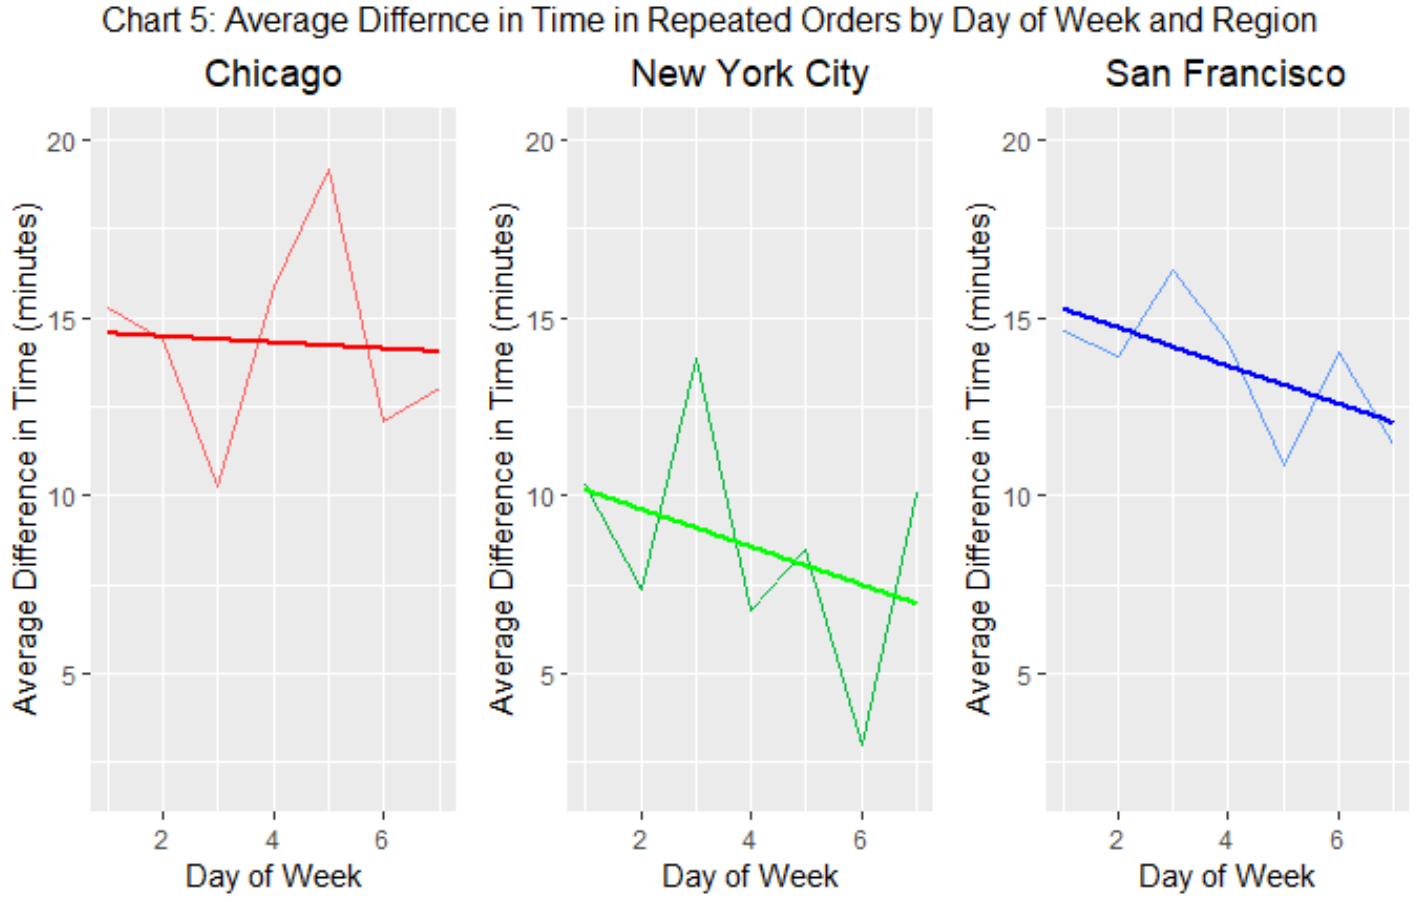 Chart 5: Average Differnce in Time in Repeated Orders by Day of Week and Region
Chicago
Average Difference in Time (minutes)
20
15
10
5
2 4 6
Day of Week
New York City
Average Difference in Time (minutes)
20
15
10
5
2 4 6
Day of Week
San Francisco
Average Difference in Time (minutes)
20
15
10
5
2 4 6
Day of Week